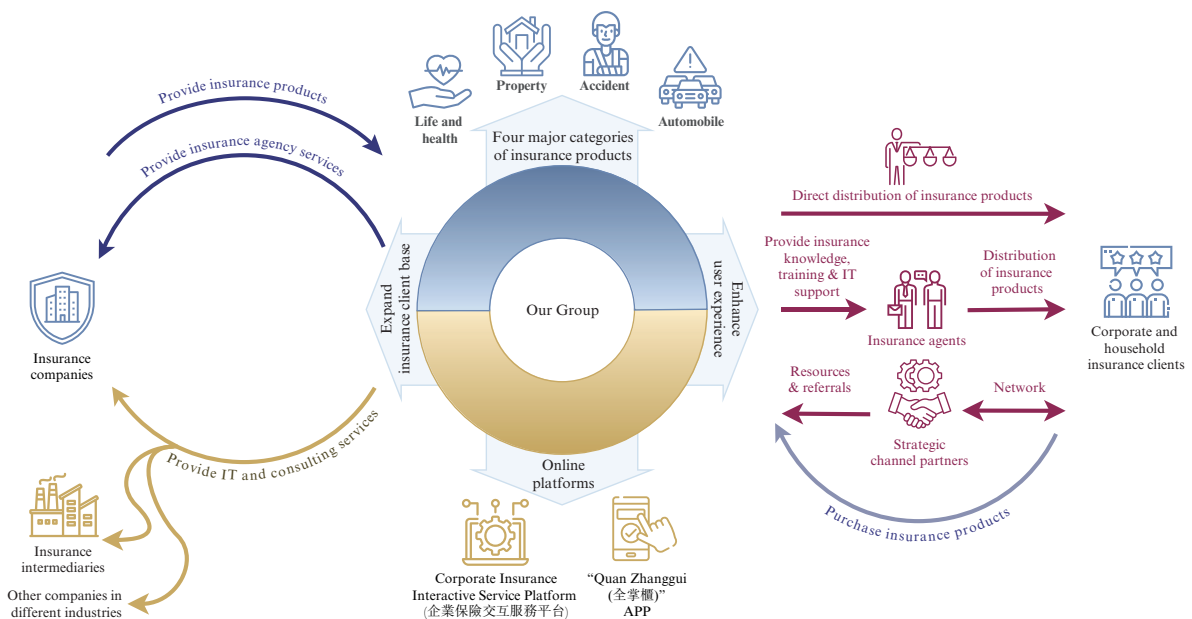 Provide insurance products
Provide insurance agency services
Insurance
companies
Provide IT and consulting services
Insurance
intermediaries
Other companies in
different industries
Life and
health
Property
Accident
Automobile
Four major categories
of insurance products
Expand
insurance client base
Our Group
Enhance
user experience
Online
platforms
Corporate Insurance
Interactive Service Platform
(企業保險交互服務平台)
“Quan Zhanggui
(全掌櫃)”
APP
Direct distribution of insurance products
Provide insurance
knowledge,
training & IT
support
Insurance agents
Distribution
of insurance
products
Corporate and
household
insurance clients
Resources
& referrals
Strategic
channel partners
Network
Purchase insurance products